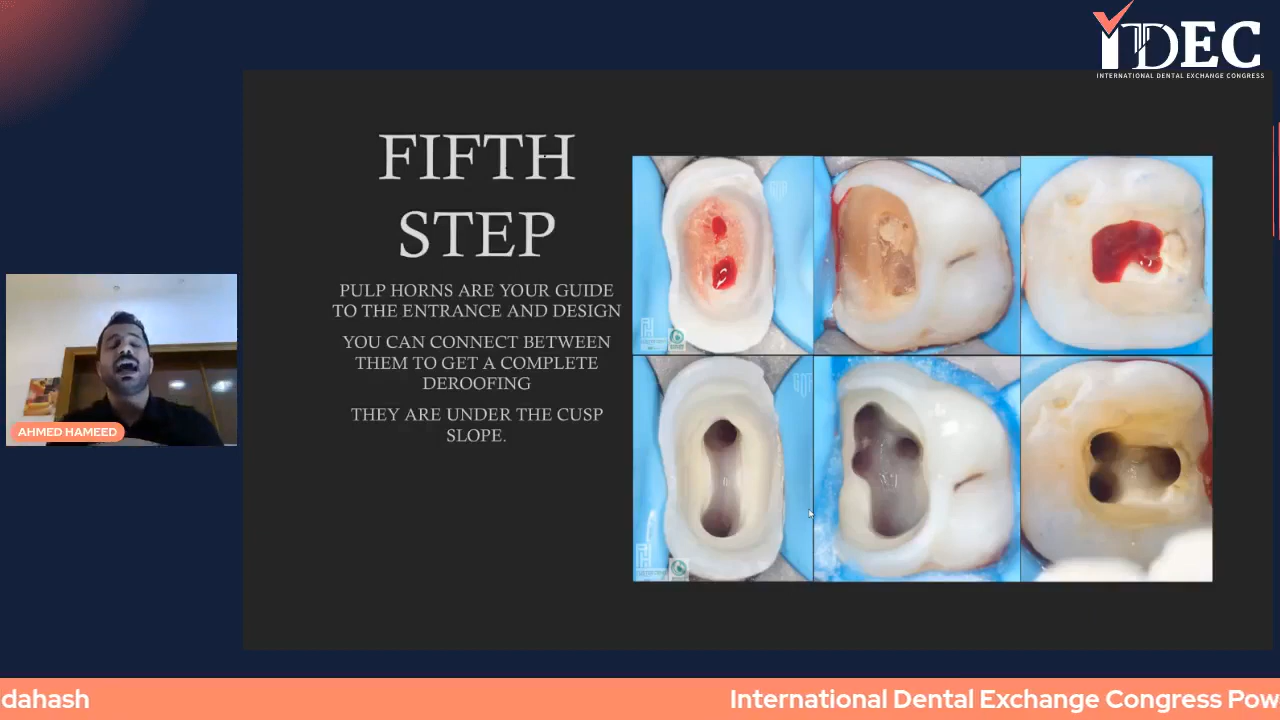 iDEC
INTERNATIONAL DENTAL EXCHANGE CONGRESS
FIFTH
STEP
PULP HORNS ARE YOUR GUIDE
TO THE ENTRANCE AND DESIGN
YOU CAN CONNECT BETWEEN
THEM TO GET A COMPLETE
DEROOFING
THEY ARE UNDER THE CUSP
SLOPE.
AHMED HAMEED
dahash
International Dental Exchange Congress Pow